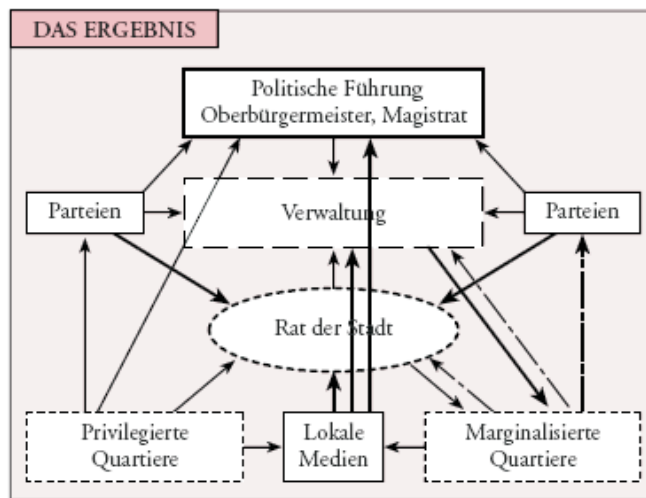 DAS ERGEBNIS
Politische Führung
Oberbürgermeister, Magistrat
Parteien
Verwaltung
Parteien
Rat der Stadt
Privilegierte
Quartiere
Lokale
Medien
Marginalisierte
Quartiere